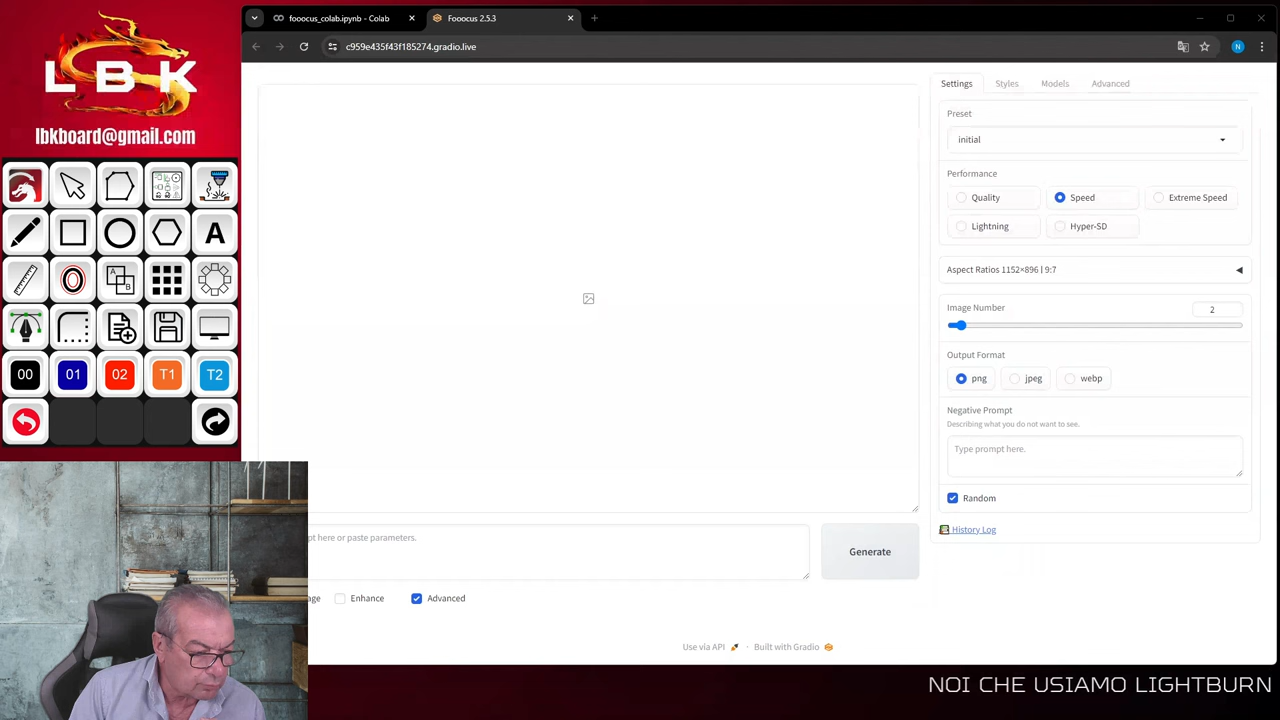 fooocus_colab.ipynb - Colab
Fooocus 2.5.3
c959e435f43f185274.gradio.live
N
LBK
lbkboard@gmail.com
A
A
B
00
01
02
T1
T2
Settings
Styles
Models
Advanced
Preset
initial
Performance
Quality
Speed
Extreme Speed
Lightning
Hyper-SD
Aspect Ratios 1152×896 | 9:7
Image Number
2
Output Format
png
jpeg
webp
Negative Prompt
Describing what you do not want to see.
Type prompt here.
Random
History Log
pt here or paste parameters.
Generate
age
Enhance
Advanced
Use via API
·
Built with Gradio
NOI CHE USIAMO LIGHTBURN